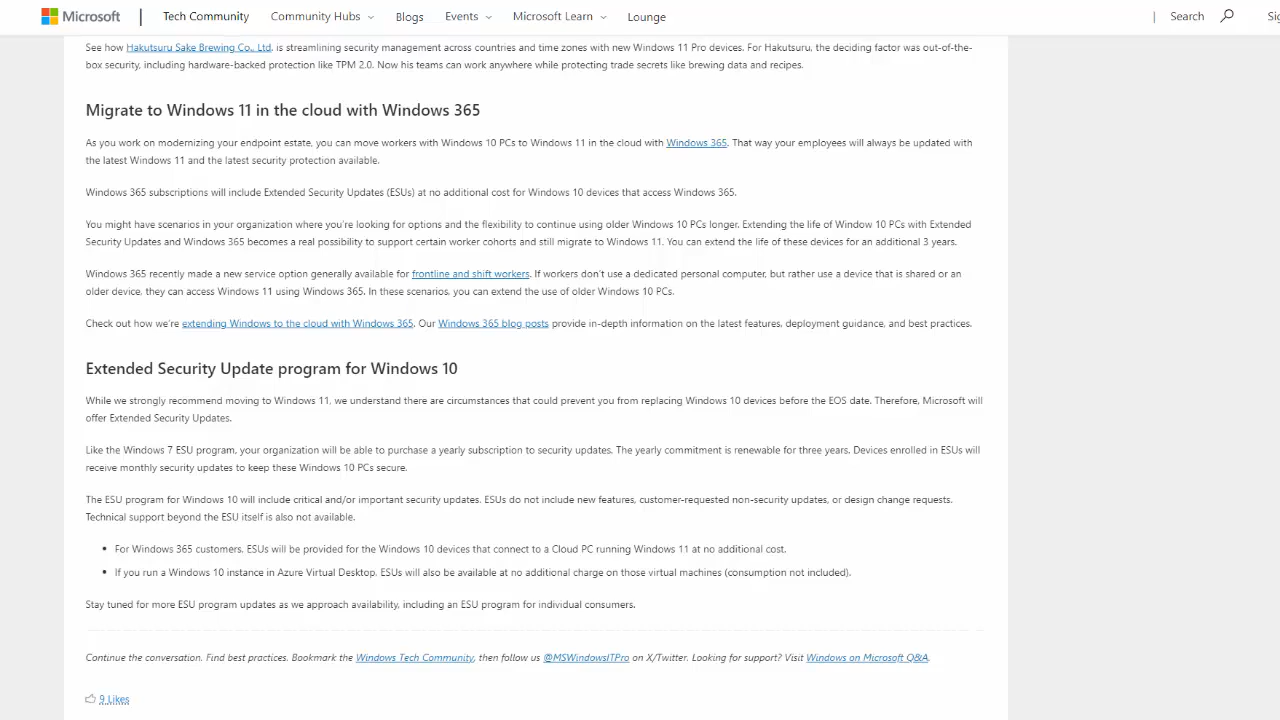 Microsoft
Tech Community
Community Hubs
Blogs
Events
Microsoft Learn
Lounge
Search
See how Hakutsuru Sake Brewing Co., Ltd. is streamlining security management across countries and time zones with new Windows 11 Pro devices. For Hakutsuru, the deciding factor was out-of-the-
box security, including hardware-backed protection like TPM 2.0. Now his teams can work anywhere while protecting trade secrets like brewing data and recipes.
Migrate to Windows 11 in the cloud with Windows 365
As you work on modernizing your endpoint estate, you can move workers with Windows 10 PCs to Windows 11 in the cloud with Windows 365. That way your employees will always be updated with
the latest Windows 11 and the latest security protection available.
Windows 365 subscriptions will include Extended Security Updates (ESUs) at no additional cost for Windows 10 devices that access Windows 365.
You might have scenarios in your organization where you're looking for options and the flexibility to continue using older Windows 10 PCs longer. Extending the life of Window 10 PCs with Extended
Security Updates and Windows 365 becomes a real possibility to support certain worker cohorts and still migrate to Windows 11. You can extend the life of these devices for an additional 3 years.
Windows 365 recently made a new service option generally available for frontline and shift workers. If workers don't use a dedicated personal computer, but rather use a device that is shared or an
older device, they can access Windows 11 using Windows 365. In these scenarios, you can extend the use of older Windows 10 PCs.
Check out how we're extending Windows to the cloud with Windows 365. Our Windows 365 blog posts provide in-depth information on the latest features, deployment guidance, and best practices.
Extended Security Update program for Windows 10
While we strongly recommend moving to Windows 11, we understand there are circumstances that could prevent you from replacing Windows 10 devices before the EOS date. Therefore, Microsoft will
offer Extended Security Updates.
Like the Windows 7 ESU program, your organization will be able to purchase a yearly subscription to security updates. The yearly commitment is renewable for three years. Devices enrolled in ESUs will
receive monthly security updates to keep these Windows 10 PCs secure.
The ESU program for Windows 10 will include critical and/or important security updates. ESUs do not include new features, customer-requested non-security updates, or design change requests.
Technical support beyond the ESU itself is also not available.
• For Windows 365 customers, ESUs will be provided for the Windows 10 devices that connect to a Cloud PC running Windows 11 at no additional cost.
• If you run a Windows 10 instance in Azure Virtual Desktop, ESUs will also be available at no additional charge on those virtual machines (consumption not included).
Stay tuned for more ESU program updates as we approach availability, including an ESU program for individual consumers.
Continue the conversation. Find best practices. Bookmark the Windows Tech Community, then follow us @MSWindowsITPro on X/Twitter. Looking for support? Visit Windows on Microsoft Q&A.
9 Likes